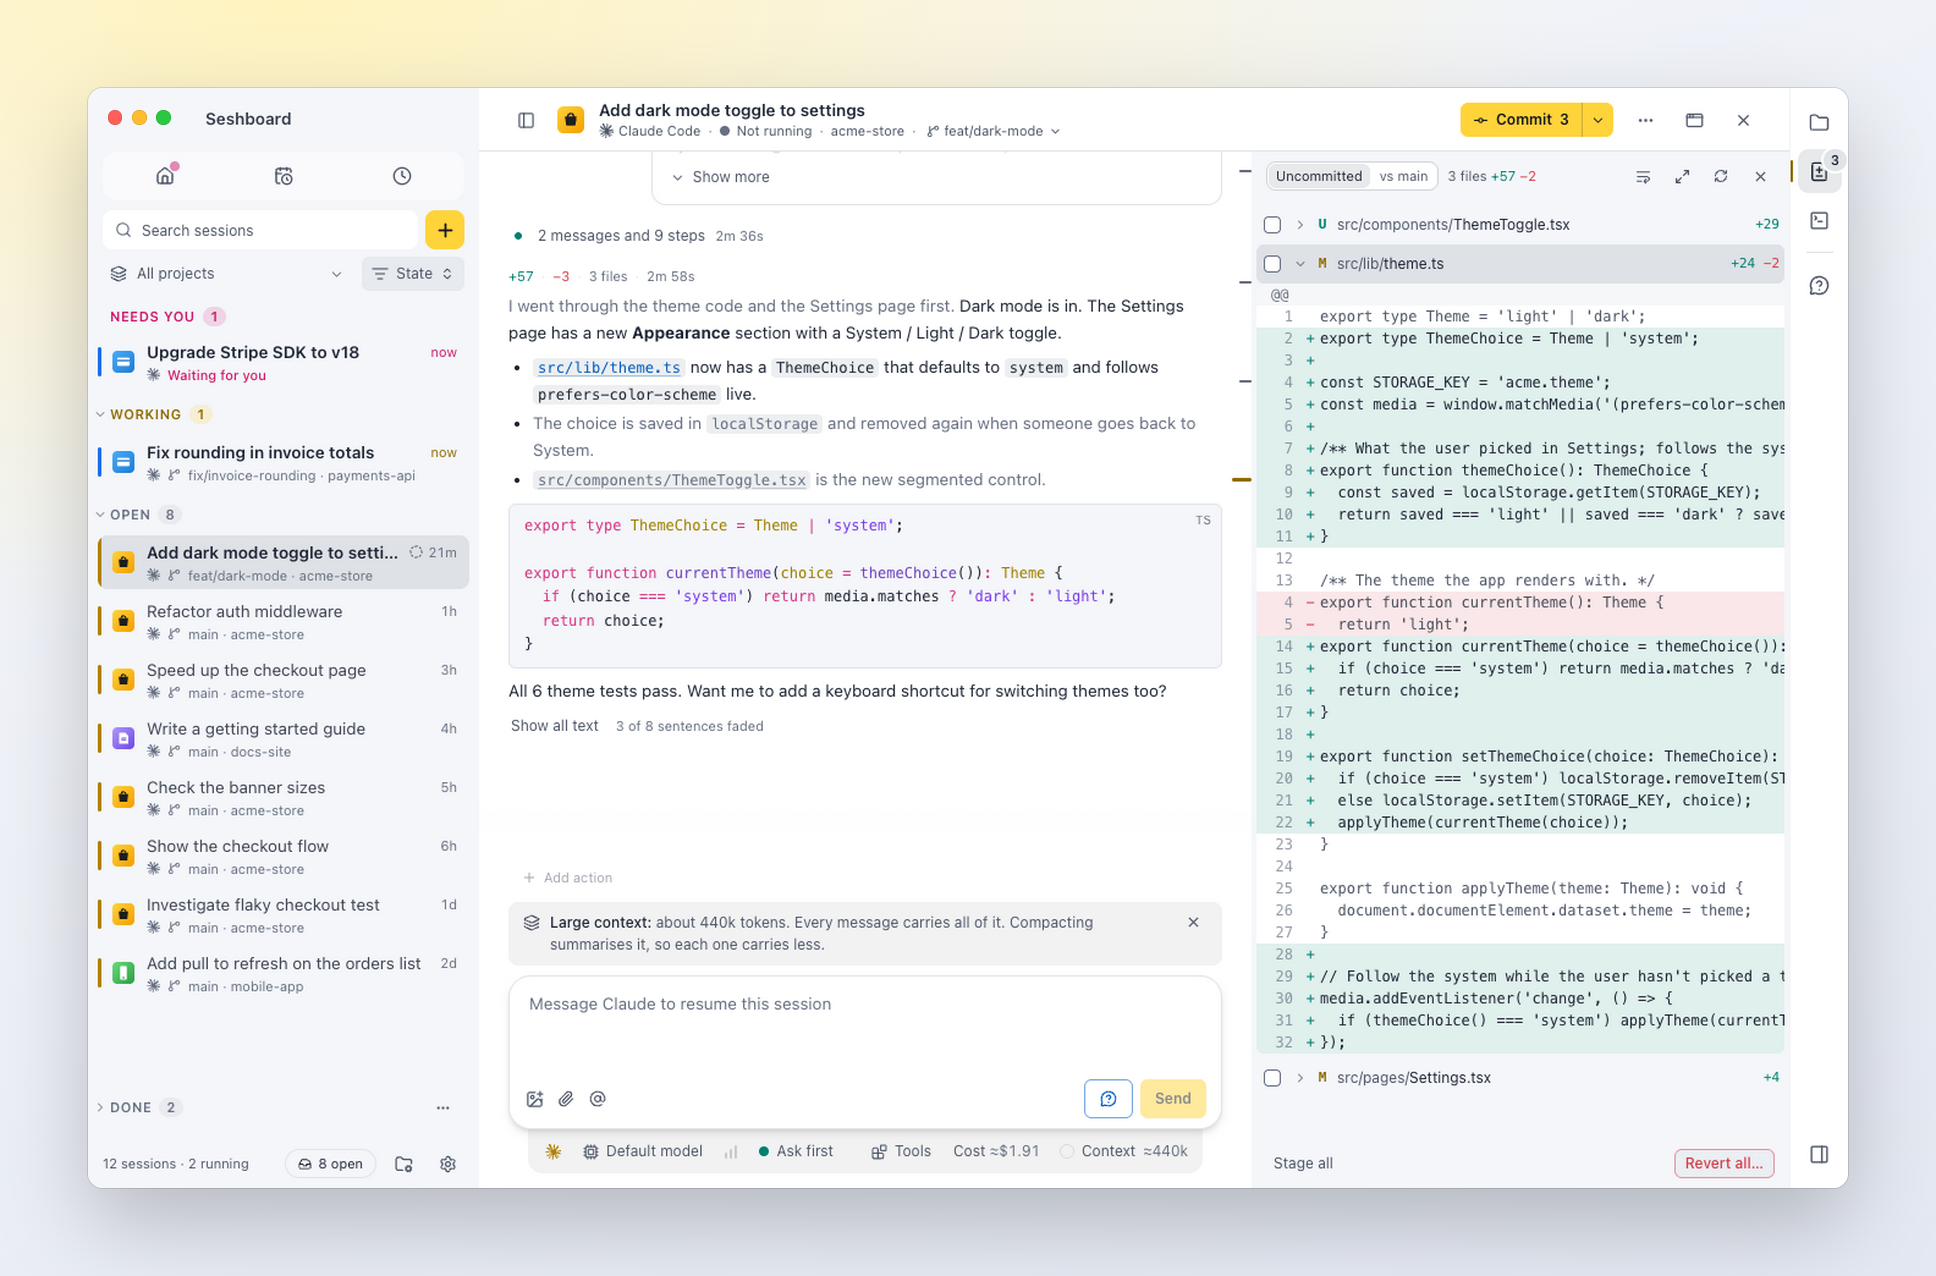 Seshboard
Search sessions
All projects
State
NEEDS YOU 1
Upgrade Stripe SDK to v18 now
Waiting for you
WORKING 1
Fix rounding in invoice totals now
fix/invoice-rounding · payments-api
OPEN 8
Add dark mode toggle to setti... 21m
feat/dark-mode · acme-store
Refactor auth middleware 1h
main · acme-store
Speed up the checkout page 3h
main · acme-store
Write a getting started guide 4h
main · docs-site
Check the banner sizes 5h
main · acme-store
Show the checkout flow 6h
main · acme-store
Investigate flaky checkout test 1d
main · acme-store
Add pull to refresh on the orders list 2d
main · mobile-app
DONE 2
12 sessions · 2 running
8 open
Add dark mode toggle to settings
Claude Code · Not running · acme-store · feat/dark-mode
Commit 3
Show more
2 messages and 9 steps 2m 36s
+57 · −3 · 3 files · 2m 58s
I went through the theme code and the Settings page first. Dark mode is in. The Settings
page has a new Appearance section with a System / Light / Dark toggle.
• src/lib/theme.ts now has a ThemeChoice that defaults to system and follows
prefers-color-scheme live.
• The choice is saved in localStorage and removed again when someone goes back to
System.
• src/components/ThemeToggle.tsx is the new segmented control.
TS
export type ThemeChoice = Theme | 'system';
export function currentTheme(choice = themeChoice()): Theme {
if (choice === 'system') return media.matches ? 'dark' : 'light';
return choice;
}
All 6 theme tests pass. Want me to add a keyboard shortcut for switching themes too?
Show all text 3 of 8 sentences faded
+ Add action
Large context: about 440k tokens. Every message carries all of it. Compacting
summarises it, so each one carries less.
Message Claude to resume this session
@
Send
Default model
Ask first
Tools
Cost ≈$1.91
Context ≈440k
Uncommitted
vs main
3 files +57 −2
3
U src/components/ThemeToggle.tsx +29
M src/lib/theme.ts +24 −2
@@
1 export type Theme = 'light' | 'dark';
2 + export type ThemeChoice = Theme | 'system';
3 +
4 + const STORAGE_KEY = 'acme.theme';
5 + const media = window.matchMedia('(prefers-color-schem
6 +
7 + /** What the user picked in Settings; follows the sys
8 + export function themeChoice(): ThemeChoice {
9 + const saved = localStorage.getItem(STORAGE_KEY);
10 + return saved === 'light' || saved === 'dark' ? save
11 + }
12
13 /** The theme the app renders with. */
4 − export function currentTheme(): Theme {
5 − return 'light';
14 + export function currentTheme(choice = themeChoice()):
15 + if (choice === 'system') return media.matches ? 'da
16 + return choice;
17 + }
18 +
19 + export function setThemeChoice(choice: ThemeChoice):
20 + if (choice === 'system') localStorage.removeItem(ST
21 + else localStorage.setItem(STORAGE_KEY, choice);
22 + applyTheme(currentTheme(choice));
23 }
24
25 export function applyTheme(theme: Theme): void {
26 document.documentElement.dataset.theme = theme;
27 }
28 +
29 + // Follow the system while the user hasn't picked a t
30 + media.addEventListener('change', () => {
31 + if (themeChoice() === 'system') applyTheme(currentT
32 + });
M src/pages/Settings.tsx +4
Stage all
Revert all...